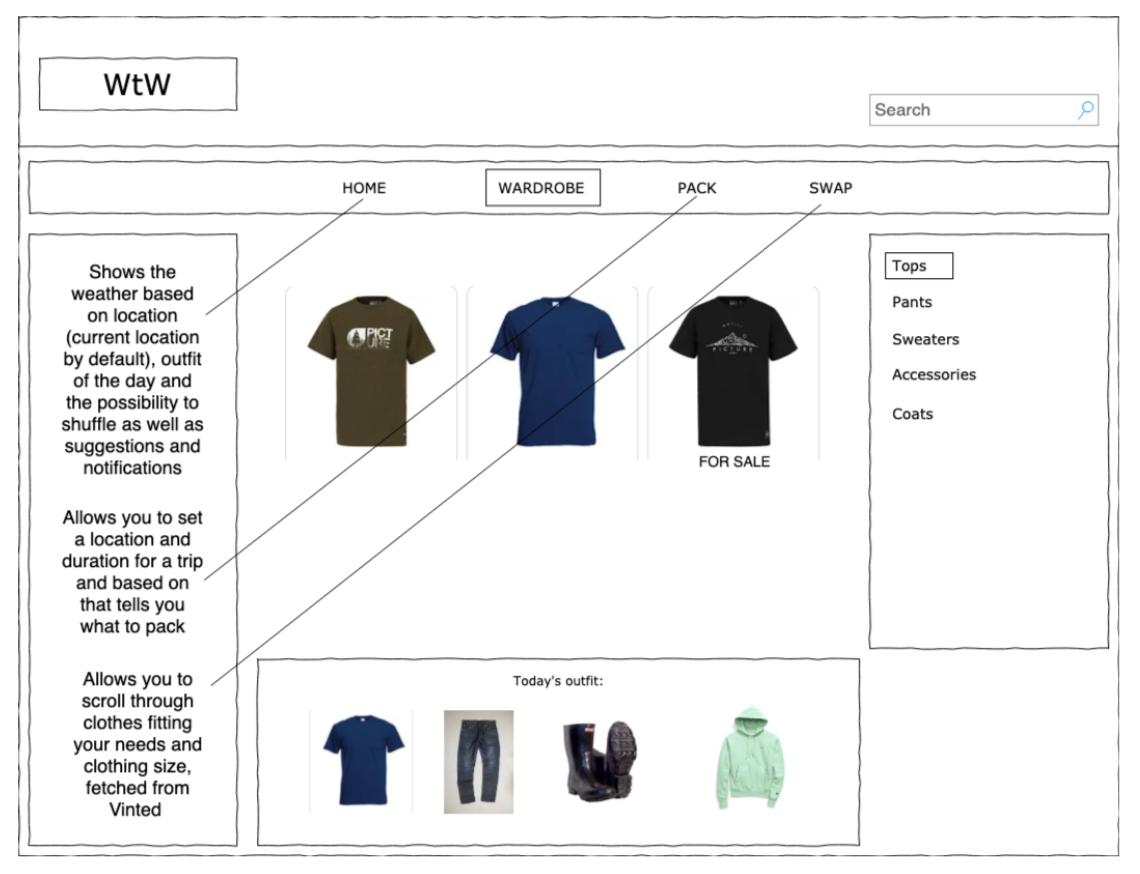 WtW
Search
HOME
WARDROBE
PACK
SWAP
Shows the
weather based
on location
(current location
by default), outfit
of the day and
the possibility to
shuffle as well as
suggestions and
notifications
Allows you to set
a location and
duration for a trip
and based on
that tells you
what to pack
Allows you to
scroll through
clothes fitting
your needs and
clothing size,
fetched from
Vinted
PICT
URE
PICTURE
FOR SALE
Tops
Pants
Sweaters
Accessories
Coats
Today's outfit: